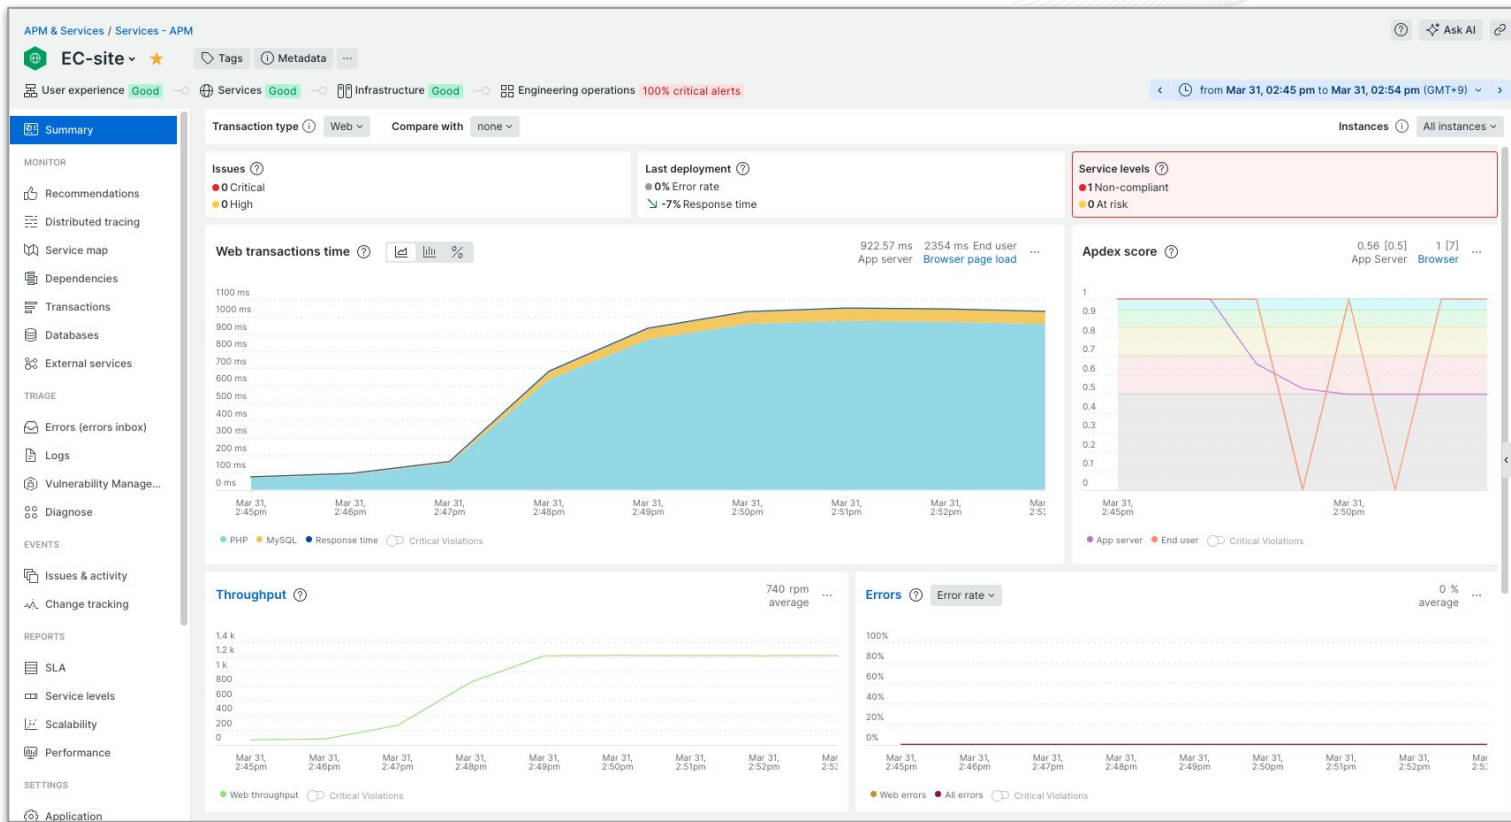 APM & Services / Services - APM
Ask AI
EC-site
Tags
Metadata
...
User experience Good
Services Good
Infrastructure Good
Engineering operations 100% critical alerts
from Mar 31, 02:45 pm to Mar 31, 02:54 pm (GMT+9)
Summary
MONITOR
Recommendations
Distributed tracing
Service map
Dependencies
Transactions
Databases
External services
TRIAGE
Errors (errors inbox)
Logs
Vulnerability Manage...
Diagnose
EVENTS
Issues & activity
Change tracking
REPORTS
SLA
Service levels
Scalability
Performance
SETTINGS
Application
Transaction type Web
Compare with none
Instances All instances
Issues
0 Critical
0 High
Last deployment
0% Error rate
-7% Response time
Service levels
1 Non-compliant
0 At risk
Web transactions time
922.57 ms 2354 ms End user
App server Browser page load
...
1100 ms
1000 ms
900 ms
800 ms
700 ms
600 ms
500 ms
400 ms
300 ms
200 ms
100 ms
0 ms
Mar 31, 2:45pm
Mar 31, 2:46pm
Mar 31, 2:47pm
Mar 31, 2:48pm
Mar 31, 2:49pm
Mar 31, 2:50pm
Mar 31, 2:51pm
Mar 31, 2:52pm
Mar
2:5
PHP MySQL Response time Critical Violations
Apdex score
0.56 [0.5] 1 [7]
App Server Browser
...
1
0.9
0.8
0.7
0.6
0.5
0.4
0.3
0.2
0.1
0
Mar 31, 2:45pm
Mar 31, 2:50pm
App server End user Critical Violations
Throughput
740 rpm
average
...
1.4 k
1.2 k
1 k
800
600
400
200
0
Mar 31, 2:45pm
Mar 31, 2:46pm
Mar 31, 2:47pm
Mar 31, 2:48pm
Mar 31, 2:49pm
Mar 31, 2:50pm
Mar 31, 2:51pm
Mar 31, 2:52pm
Mar
2:53
Web throughput Critical Violations
Errors Error rate
0 %
average
...
100%
80%
60%
40%
20%
0%
Mar 31, 2:45pm
Mar 31, 2:46pm
Mar 31, 2:47pm
Mar 31, 2:48pm
Mar 31, 2:49pm
Mar 31, 2:50pm
Mar 31, 2:51pm
Mar 31, 2:52pm
Mar
2:53
Web errors All errors Critical Violations